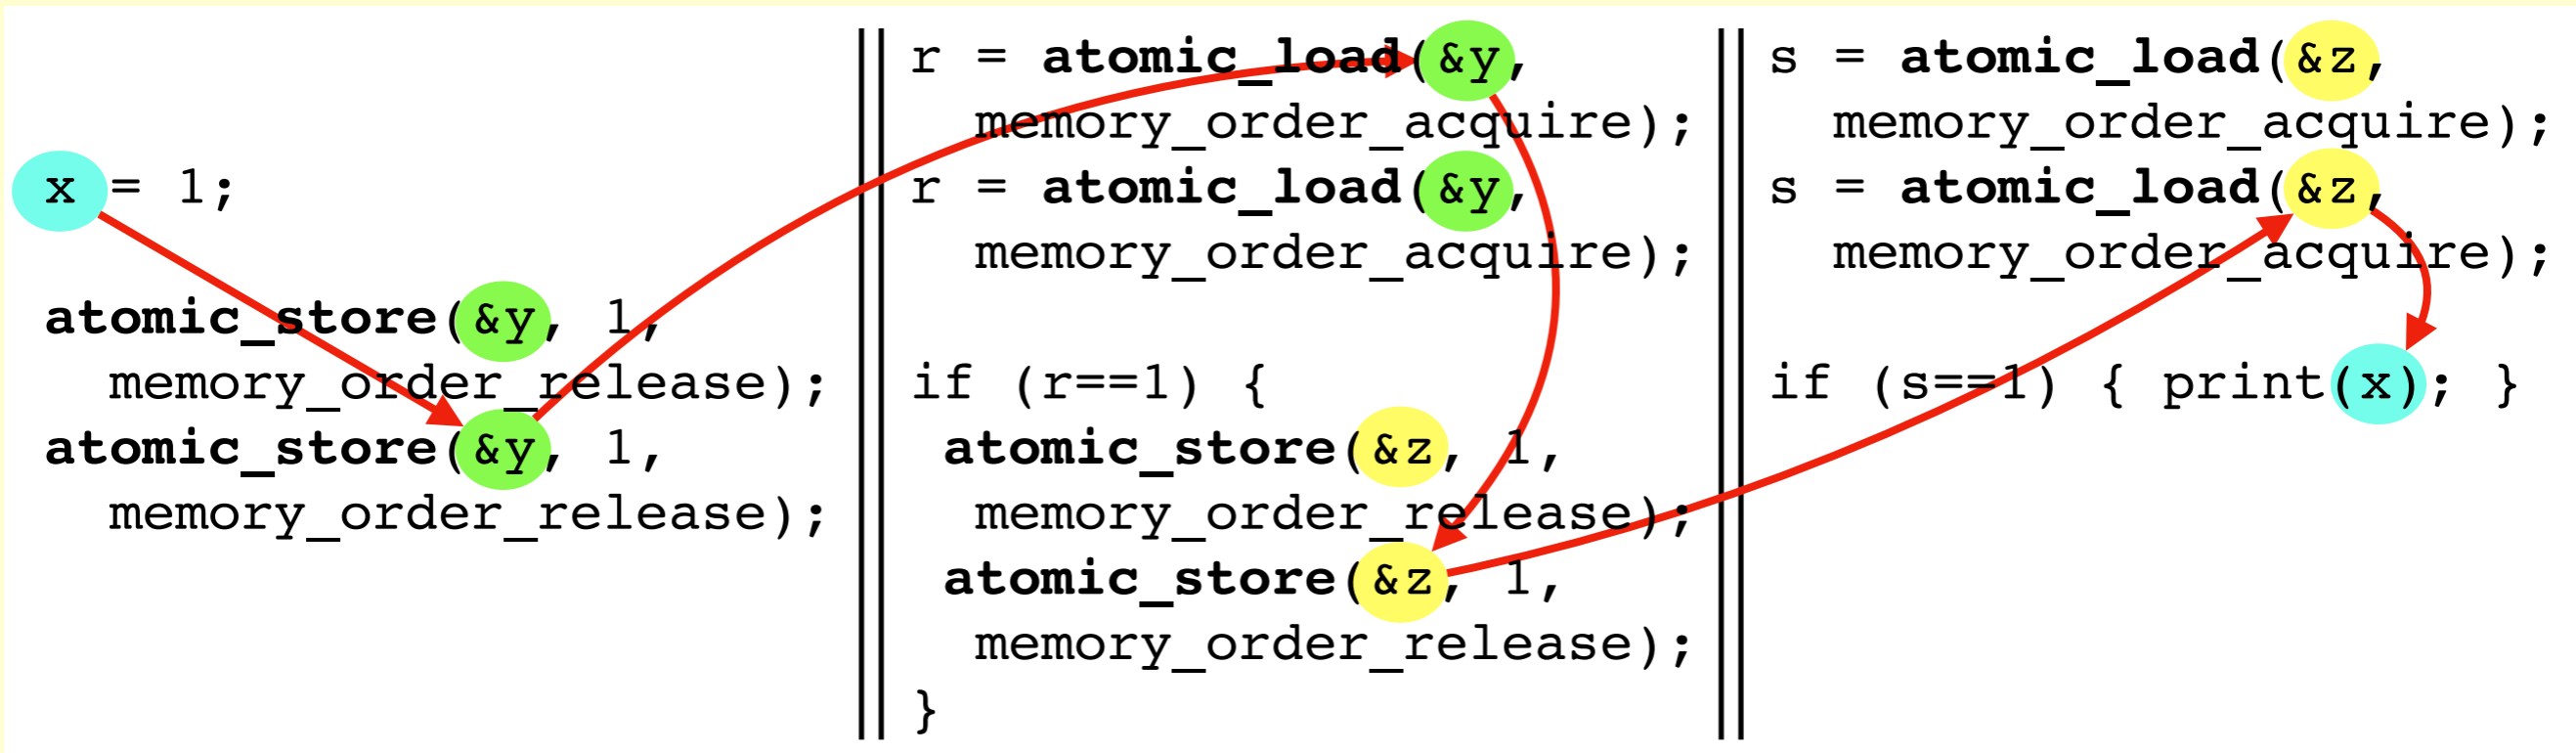 x = 1;
atomic_store(&y, 1,
memory_order_release);
atomic_store(&y, 1,
memory_order_release);
r = atomic_load(&y,
memory_order_acquire);
r = atomic_load(&y,
memory_order_acquire);
if (r==1) {
atomic_store(&z, 1,
memory_order_release);
atomic_store(&z, 1,
memory_order_release);
}
s = atomic_load(&z,
memory_order_acquire);
s = atomic_load(&z,
memory_order_acquire);
if (s==1) { print(x); }